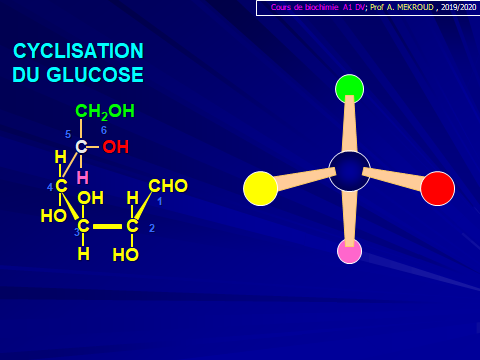 Cours de biochimie A1 DV; Prof A. MEKROUD , 2019/2020
CYCLISATION
DU GLUCOSE
CH2OH
5 6
H C OH
4 C H OH H CHO
1
HO C C 2
3
H HO